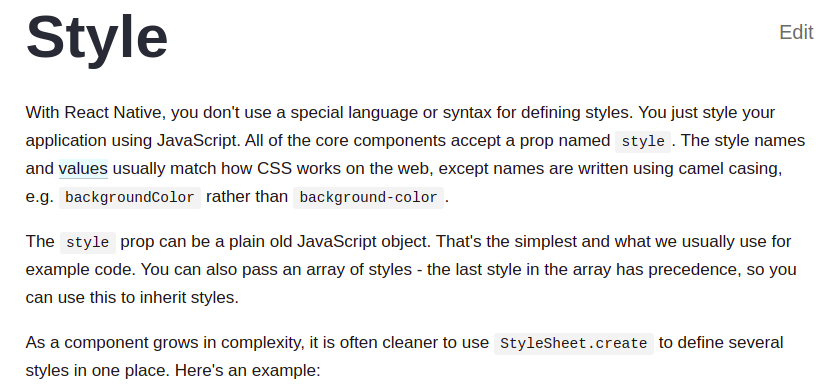 Style
Edit
With React Native, you don't use a special language or syntax for defining styles. You just style your
application using JavaScript. All of the core components accept a prop named style. The style names
and values usually match how CSS works on the web, except names are written using camel casing,
e.g. backgroundColor rather than background-color.
The style prop can be a plain old JavaScript object. That's the simplest and what we usually use for
example code. You can also pass an array of styles - the last style in the array has precedence, so you
can use this to inherit styles.
As a component grows in complexity, it is often cleaner to use StyleSheet.create to define several
styles in one place. Here's an example: